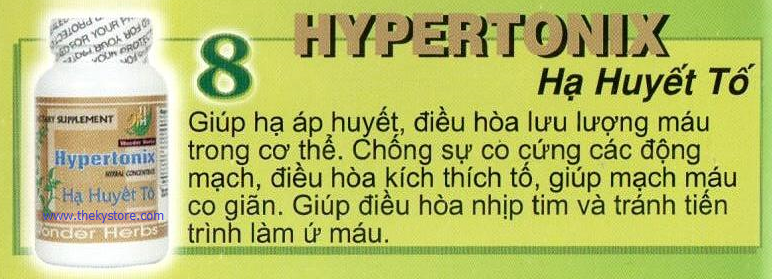 8
HYPERTONIX
Hạ Huyết Tố
Giúp hạ áp huyết, điều hòa lưu lượng máu
trong cơ thể. Chống sự co cứng các động
mạch, điều hòa kích thích tố, giúp mạch máu
co giãn. Giúp điều hòa nhịp tim và tránh tiến
trình làm ứ máu.
TARY SUPPLEMENT
Wonder Herbs
Hypertonix
HERBAL CONCENTRATE
Hạ Huyết Tố
www.thekystore.com
onder Herbs